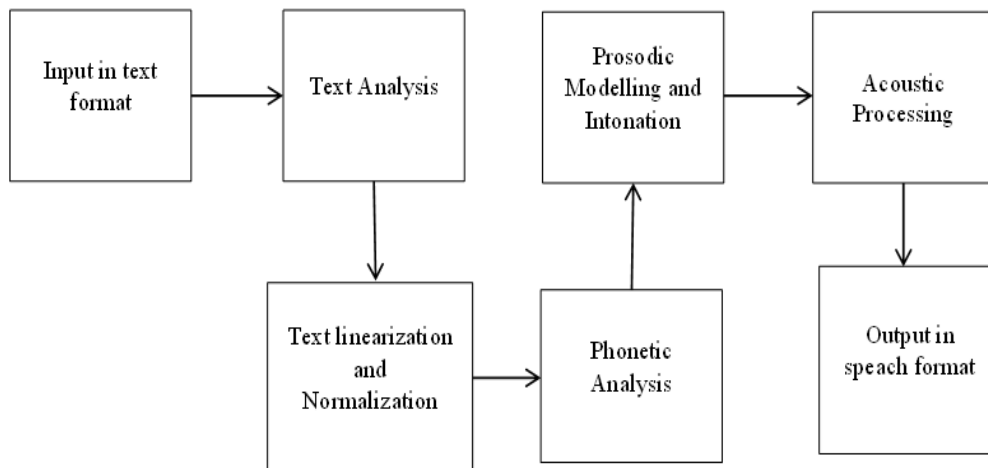 Input in text
format
Text Analysis
Text linearization
and
Normalization
Phonetic
Analysis
Prosodic
Modelling and
Intonation
Acoustic
Processing
Output in
speach format